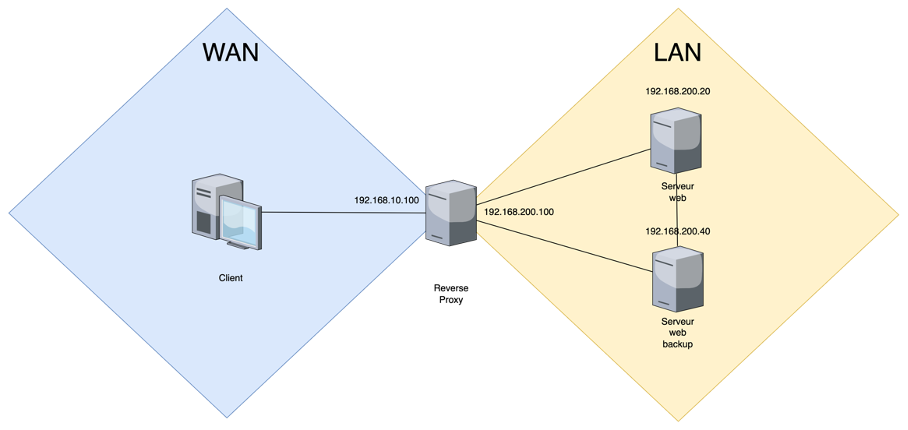 WAN
LAN
192.168.200.20
Serveur
web
192.168.10.100
192.168.200.100
192.168.200.40
Client
Reverse
Proxy
Serveur
web
backup